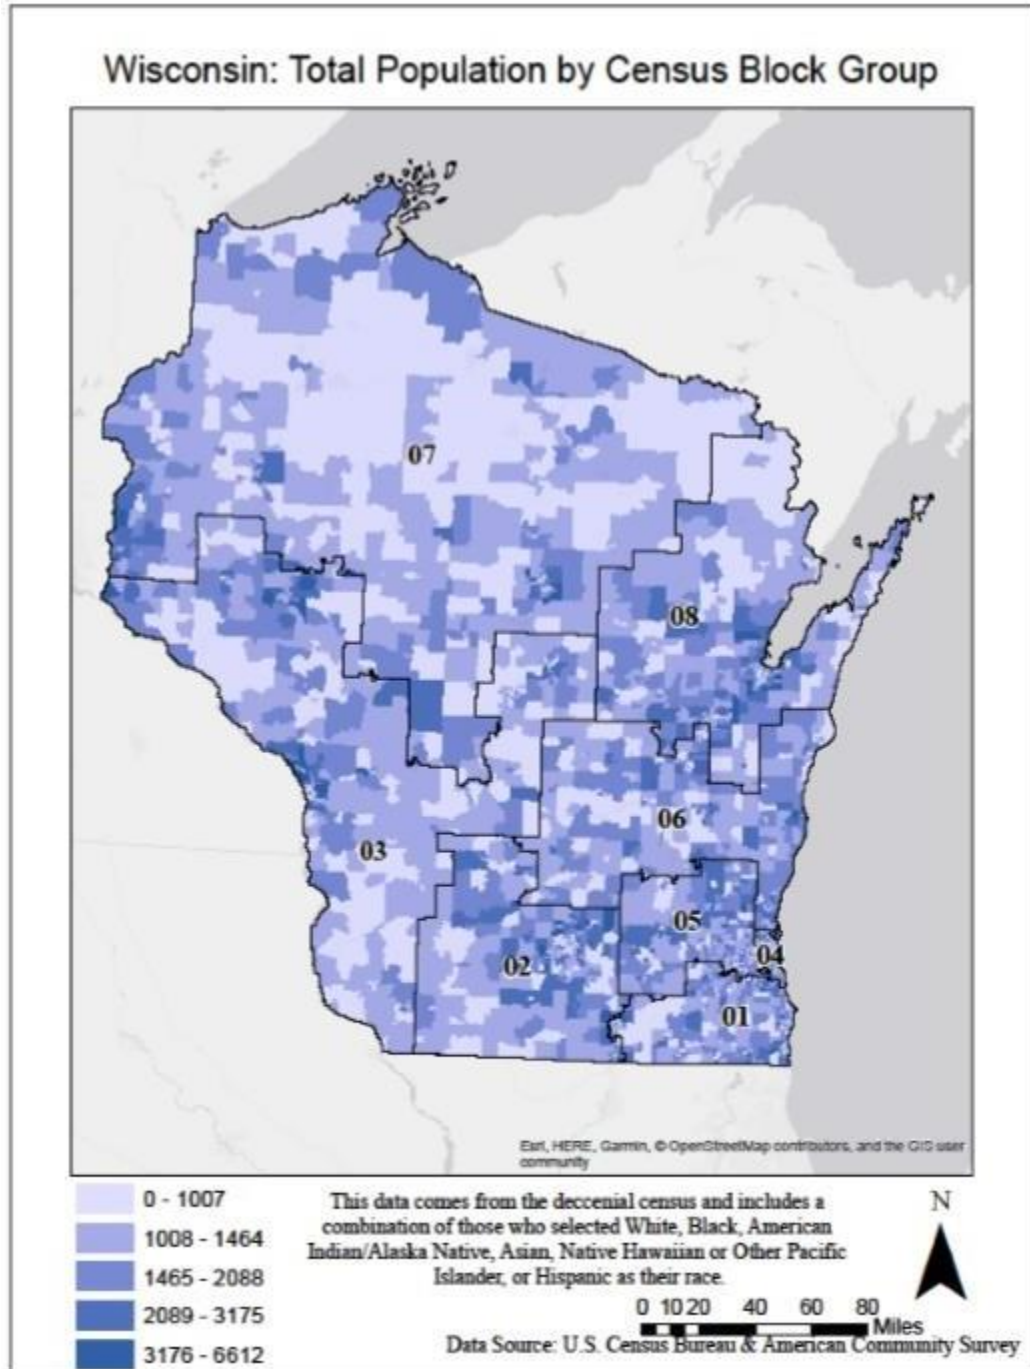 Wisconsin: Total Population by Census Block Group
07
08
06
03
05
04
02
01
Esri, HERE, Garmin, © OpenStreetMap contributors, and the GIS user
community
0 - 1007
1008 - 1464
1465 - 2088
2089 - 3175
3176 - 6612
This data comes from the deccenial census and includes a
combination of those who selected White, Black, American
Indian/Alaska Native, Asian, Native Hawaiian or Other Pacific
Islander, or Hispanic as their race.
N
0 10 20 40 60 80
Miles
Data Source: U.S. Census Bureau & American Community Survey